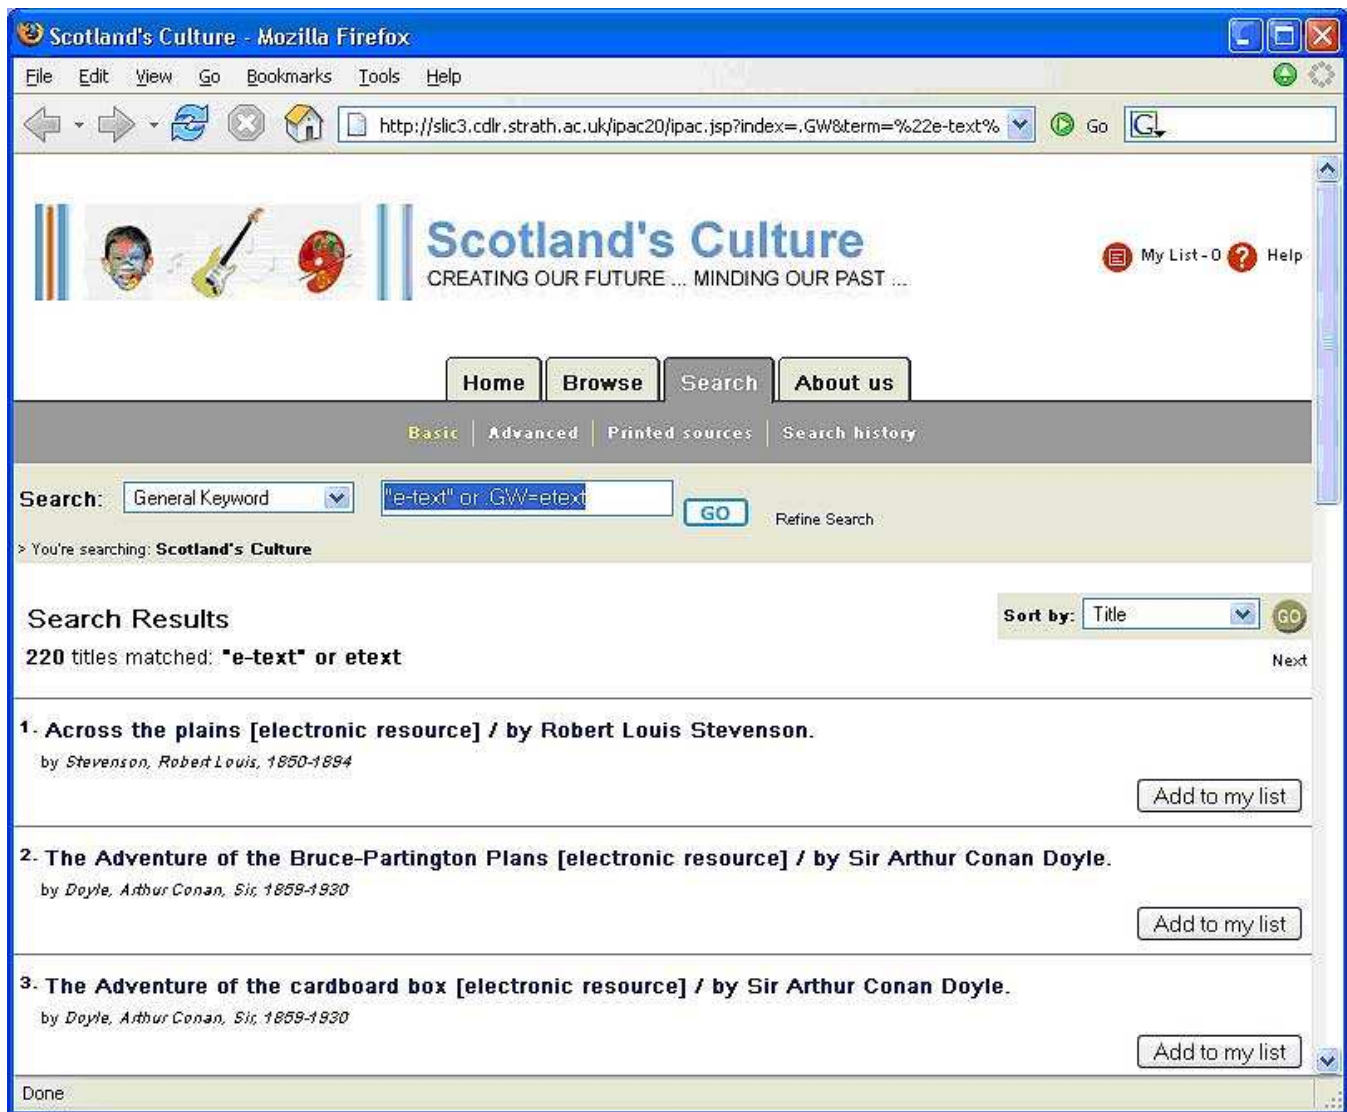 Scotland's Culture - Mozilla Firefox
File Edit View Go Bookmarks Tools Help
http://slic3.cdlr.strath.ac.uk/ipac20/ipac.jsp?index=.GW&term=%22e-text% Go G
Scotland's Culture
CREATING OUR FUTURE ... MINDING OUR PAST ...
My List - 0 ? Help
Home Browse Search About us
Basic Advanced Printed sources Search history
Search: General Keyword "e-text" or .GW=etext GO Refine Search
> You're searching: Scotland's Culture
Search Results
Sort by: Title GO
220 titles matched: "e-text" or etext
Next
1. Across the plains [electronic resource] / by Robert Louis Stevenson.
by Stevenson, Robert Louis, 1850-1894
Add to my list
2. The Adventure of the Bruce-Partington Plans [electronic resource] / by Sir Arthur Conan Doyle.
by Doyle, Arthur Conan, Sir, 1859-1930
Add to my list
3. The Adventure of the cardboard box [electronic resource] / by Sir Arthur Conan Doyle.
by Doyle, Arthur Conan, Sir, 1859-1930
Add to my list
Done